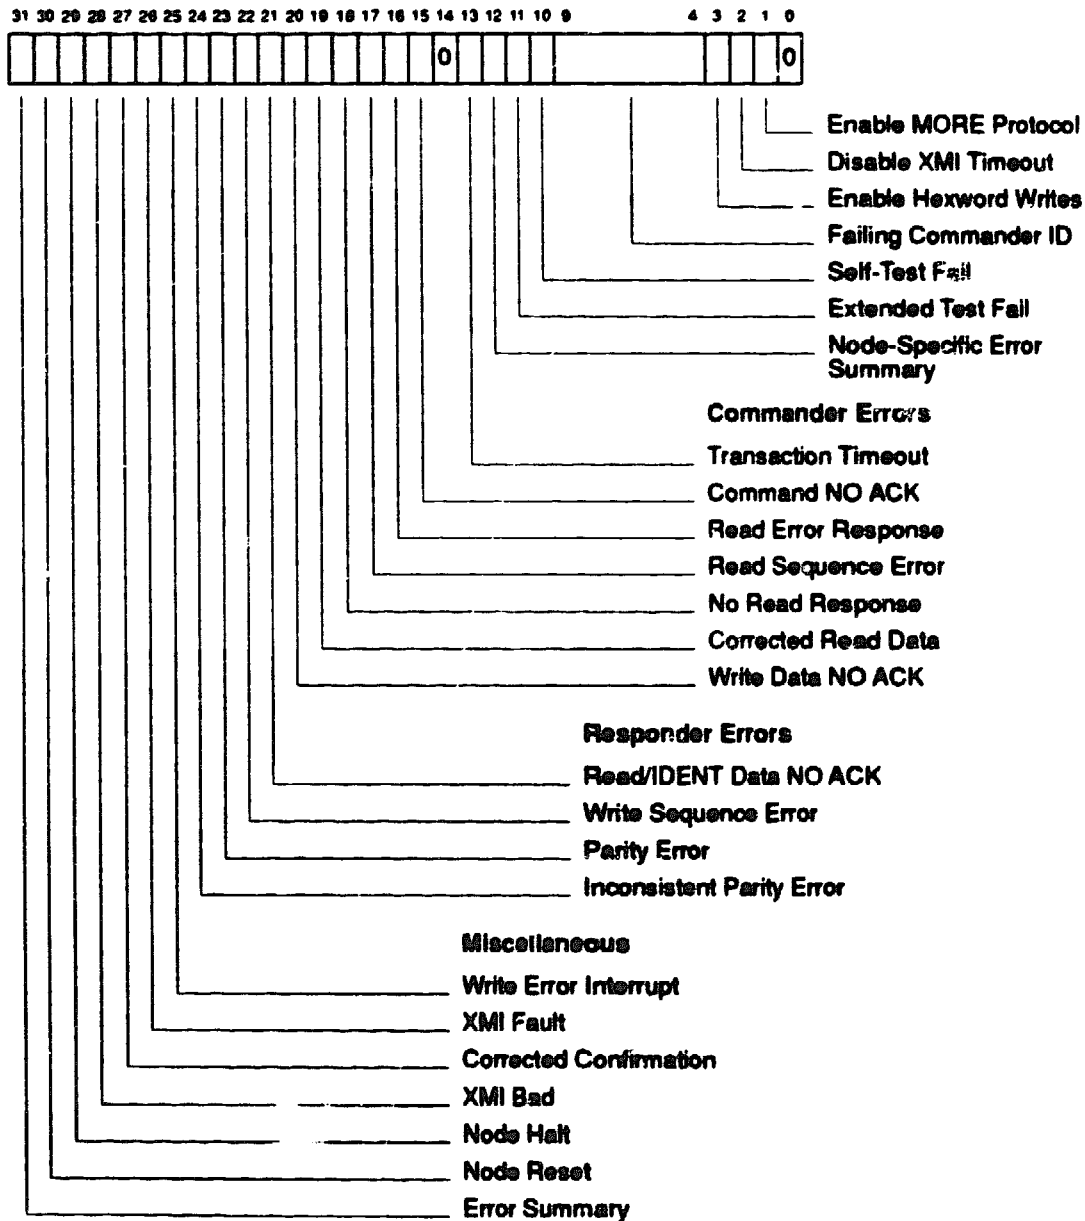 31 30 29 28 27 26 25 24 23 22 21 20 19 18 17 16 15 14 13 12 11 10 9 4 3 2 1 0
0 0
Enable MORE Protocol
Disable XMI Timeout
Enable Hexword Writes
Failing Commander ID
Self-Test Fail
Extended Test Fail
Node-Specific Error
Summary
Commander Errors
Transaction Timeout
Command NO ACK
Read Error Response
Read Sequence Error
No Read Response
Corrected Read Data
Write Data NO ACK
Responder Errors
Read/IDENT Data NO ACK
Write Sequence Error
Parity Error
Inconsistent Parity Error
Miscellaneous
Write Error Interrupt
XMI Fault
Corrected Confirmation
XMI Bad
Node Halt
Node Reset
Error Summary